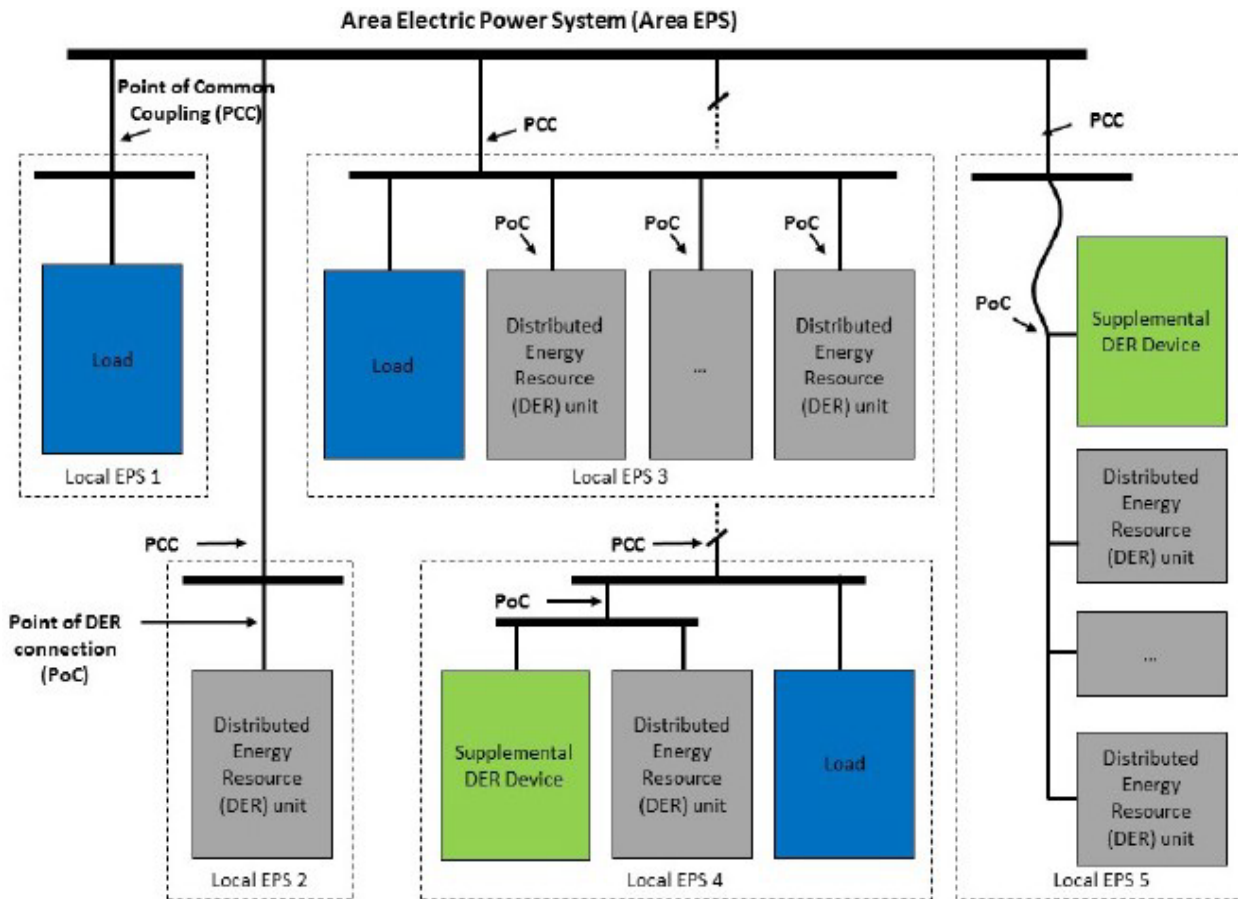 Area Electric Power System (Area EPS)
Point of Common
Coupling (PCC)
PCC
PCC
Load
Local EPS 1
PoC
PoC
PoC
Load
Distributed
Energy
Resource
(DER) unit
...
Distributed
Energy
Resource
(DER) unit
Local EPS 3
PoC
Supplemental
DER Device
Distributed
Energy
Resource
(DER) unit
...
Distributed
Energy
Resource
(DER) unit
Local EPS 5
PCC
Point of DER
connection
(PoC)
Distributed
Energy
Resource
(DER) unit
Local EPS 2
PCC
PoC
Supplemental
DER Device
Distributed
Energy
Resource
(DER) unit
Load
Local EPS 4